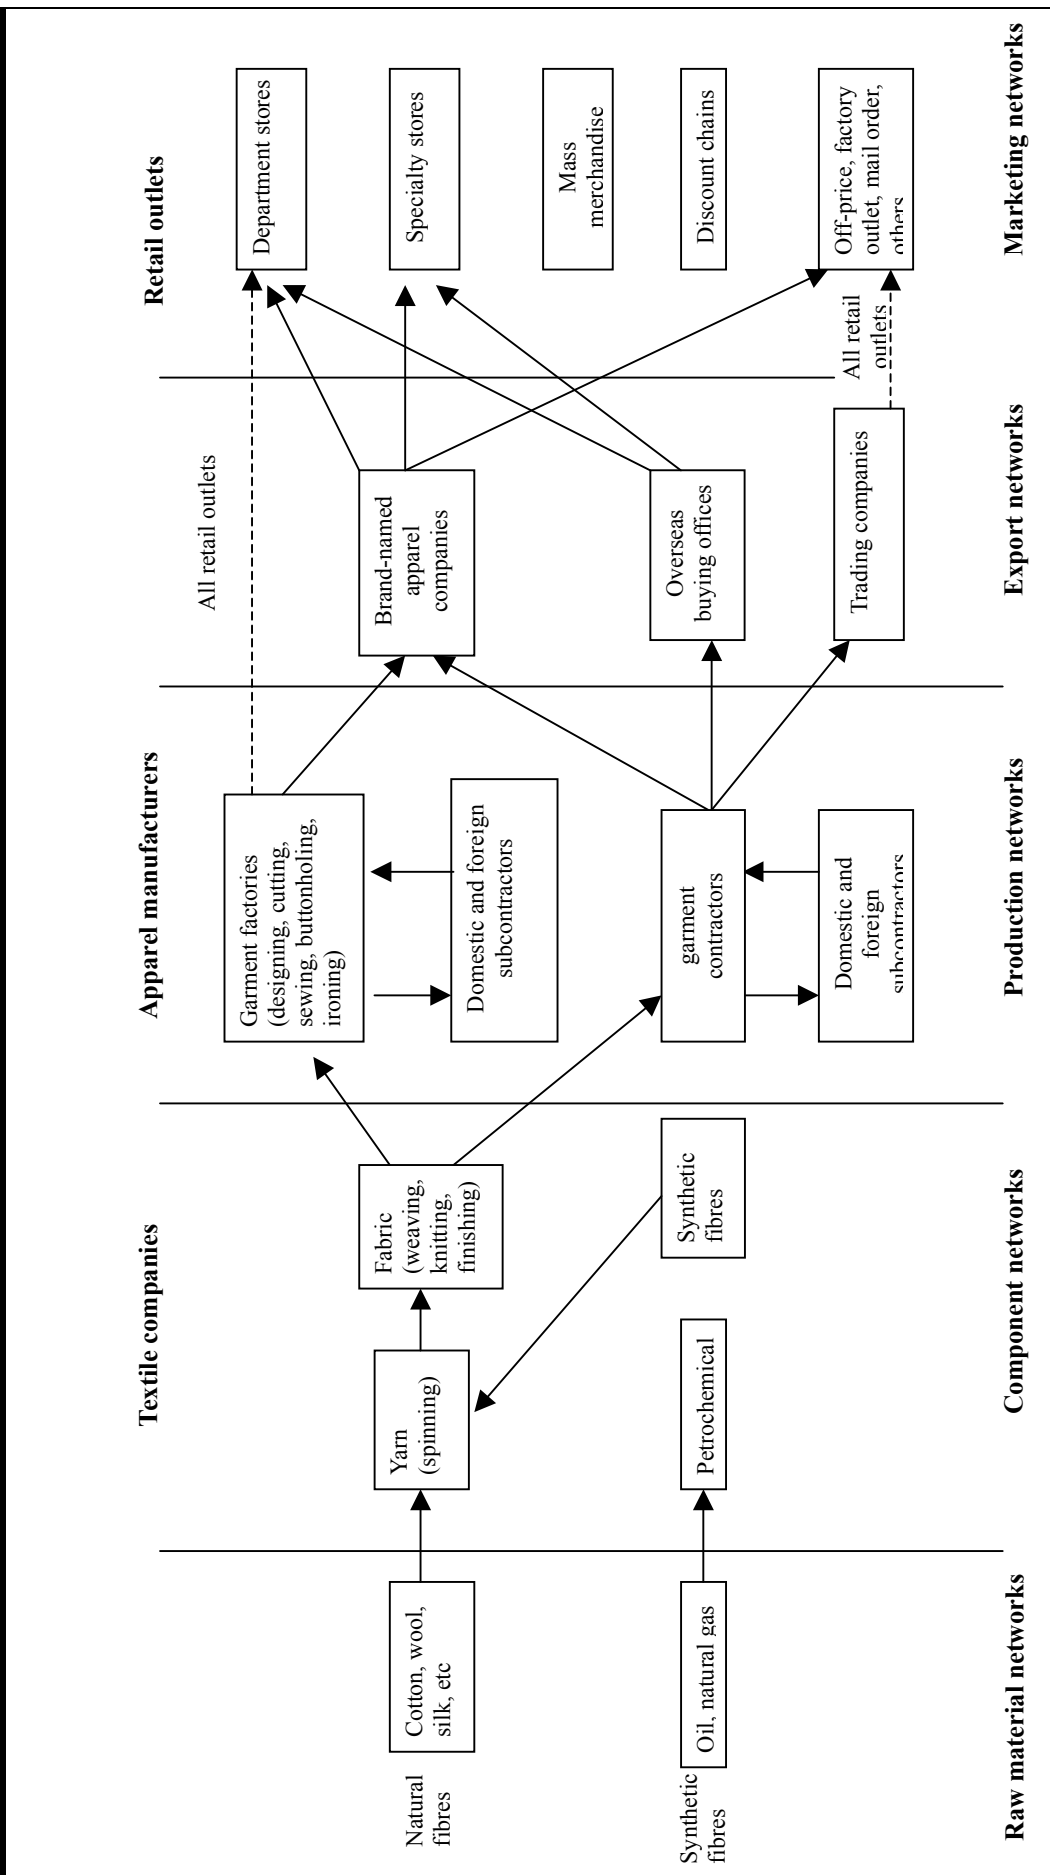 Textile companies
Apparel manufacturers
Retail outlets
Natural
fibres
Cotton, wool,
silk, etc
Synthetic
fibres
Oil, natural gas
Yarn
(spinning)
Fabric
(weaving,
knitting,
finishing)
Petrochemical
Synthetic
fibres
Garment factories
(designing, cutting,
sewing, buttonholing,
ironing)
Domestic and foreign
subcontractors
garment
contractors
Domestic and
foreign
subcontractors
All retail outlets
Brand-named
apparel
companies
Overseas
buying offices
Trading companies
All retail
outlets
Department stores
Specialty stores
Mass
merchandise
Discount chains
Off-price, factory
outlet, mail order,
others
Raw material networks
Component networks
Production networks
Export networks
Marketing networks